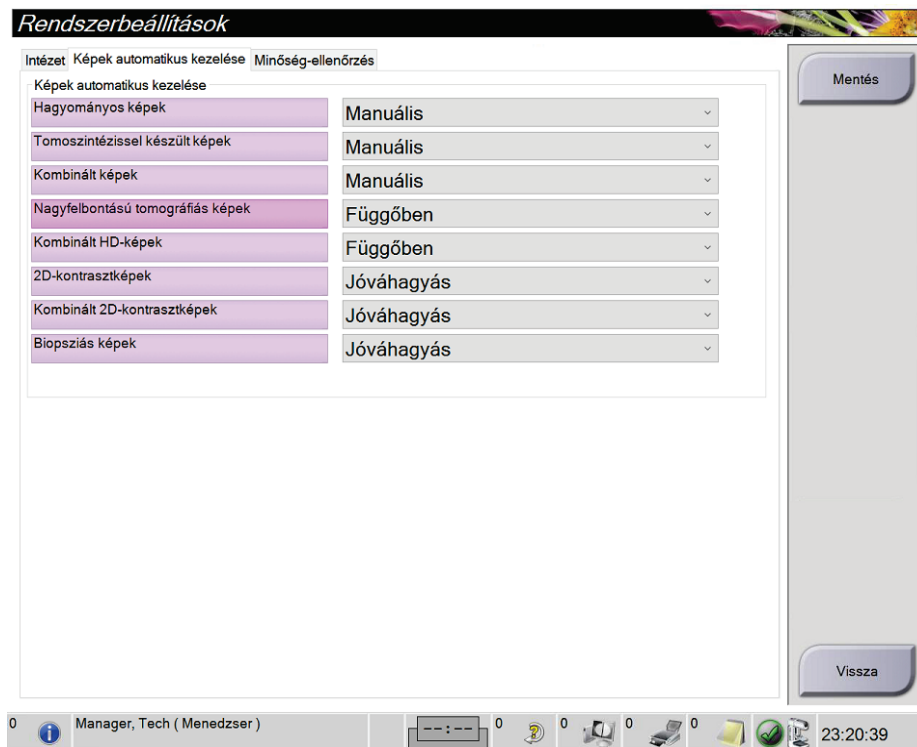 Rendszerbeállítások
Intézet Képek automatikus kezelése Minőség-ellenőrzés
Mentés
Képek automatikus kezelése
Hagyományos képek Manuális
Tomoszintézissel készült képek Manuális
Kombinált képek Manuális
Nagyfelbontású tomográfiás képek Függőben
Kombinált HD-képek Függőben
2D-kontrasztképek Jóváhagyás
Kombinált 2D-kontrasztképek Jóváhagyás
Biopsziás képek Jóváhagyás
Vissza
0 Manager, Tech ( Menedzser ) --:-- 0 0 0 0 23:20:39